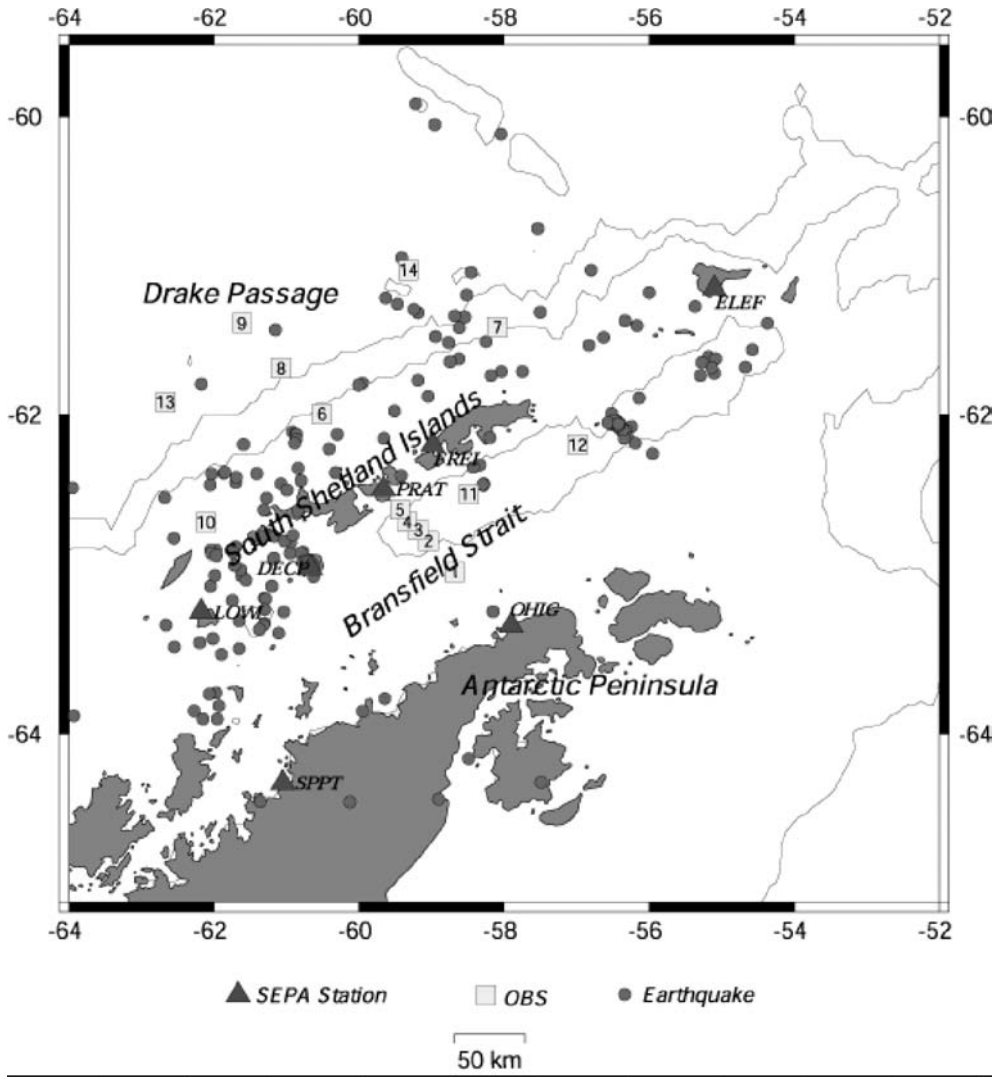 -64 -62 -60 -58 -56 -54 -52
-60 -60
14
ELEF
Drake Passage
9
7
8
13
-62 6 -62
12
FREI
PRAT
South Shetland Islands
11
5
10
4
3
2
DECP
1
Bransfield Strait
LOW
OHIG
Antarctic Peninsula
-64 -64
SPPT
-64 -62 -60 -58 -56 -54 -52
SEPA Station OBS Earthquake
50 km